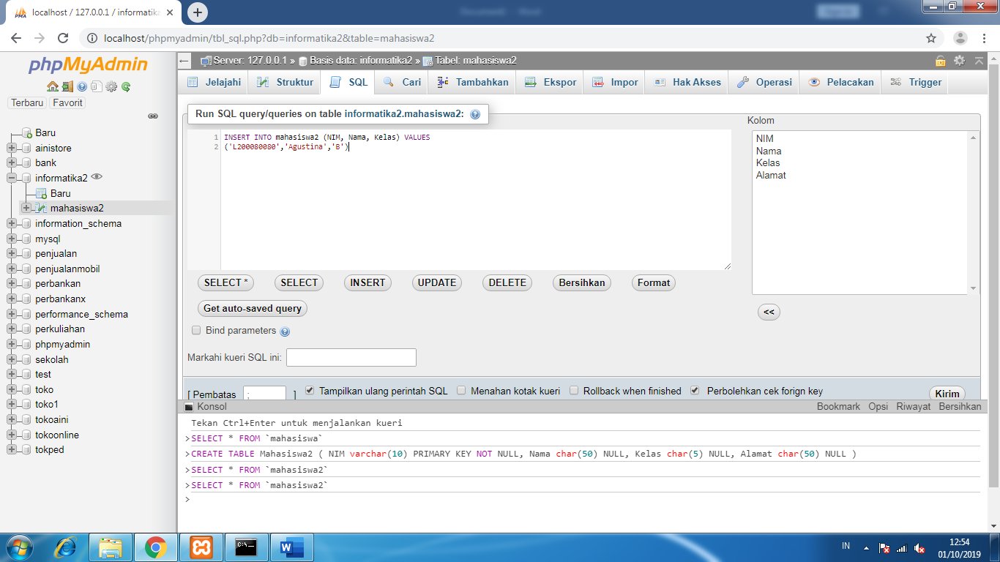 localhost / 127.0.0.1 / informatika
localhost/phpmyadmin/tbl_sql.php?db=informatika2&table=mahasiswa2
phpMyAdmin
Terbaru Favorit
Baru
ainistore
bank
informatika2
Baru
mahasiswa2
information_schema
mysql
penjualan
penjualanmobil
perbankan
perbankanx
performance_schema
perkuliahan
phpmyadmin
sekolah
test
toko
toko1
tokoaini
tokoonline
tokped
Server: 127.0.0.1 » Basis data: informatika2 » Tabel: mahasiswa2
Jelajahi Struktur SQL Cari Tambahkan Ekspor Impor Hak Akses Operasi Pelacakan Trigger
Run SQL query/queries on table informatika2.mahasiswa2:
1 INSERT INTO mahasiswa2 (NIM, Nama, Kelas) VALUES
2 ('L200080080','Agustina','B')
Kolom
NIM
Nama
Kelas
Alamat
<<
SELECT * SELECT INSERT UPDATE DELETE Bersihkan Format
Get auto-saved query
Bind parameters
Markahi kueri SQL ini:
[ Pembatas ; ] Tampilkan ulang perintah SQL Menahan kotak kueri Rollback when finished Perbolehkan cek forign key Kirim
Konsol Bookmark Opsi Riwayat Bersihkan
Tekan Ctrl+Enter untuk menjalankan kueri
>SELECT * FROM `mahasiswa`
>CREATE TABLE Mahasiswa2 ( NIM varchar(10) PRIMARY KEY NOT NULL, Nama char(50) NULL, Kelas char(5) NULL, Alamat char(50) NULL )
>SELECT * FROM `mahasiswa2`
>SELECT * FROM `mahasiswa2`
>
IN 12:54
01/10/2019